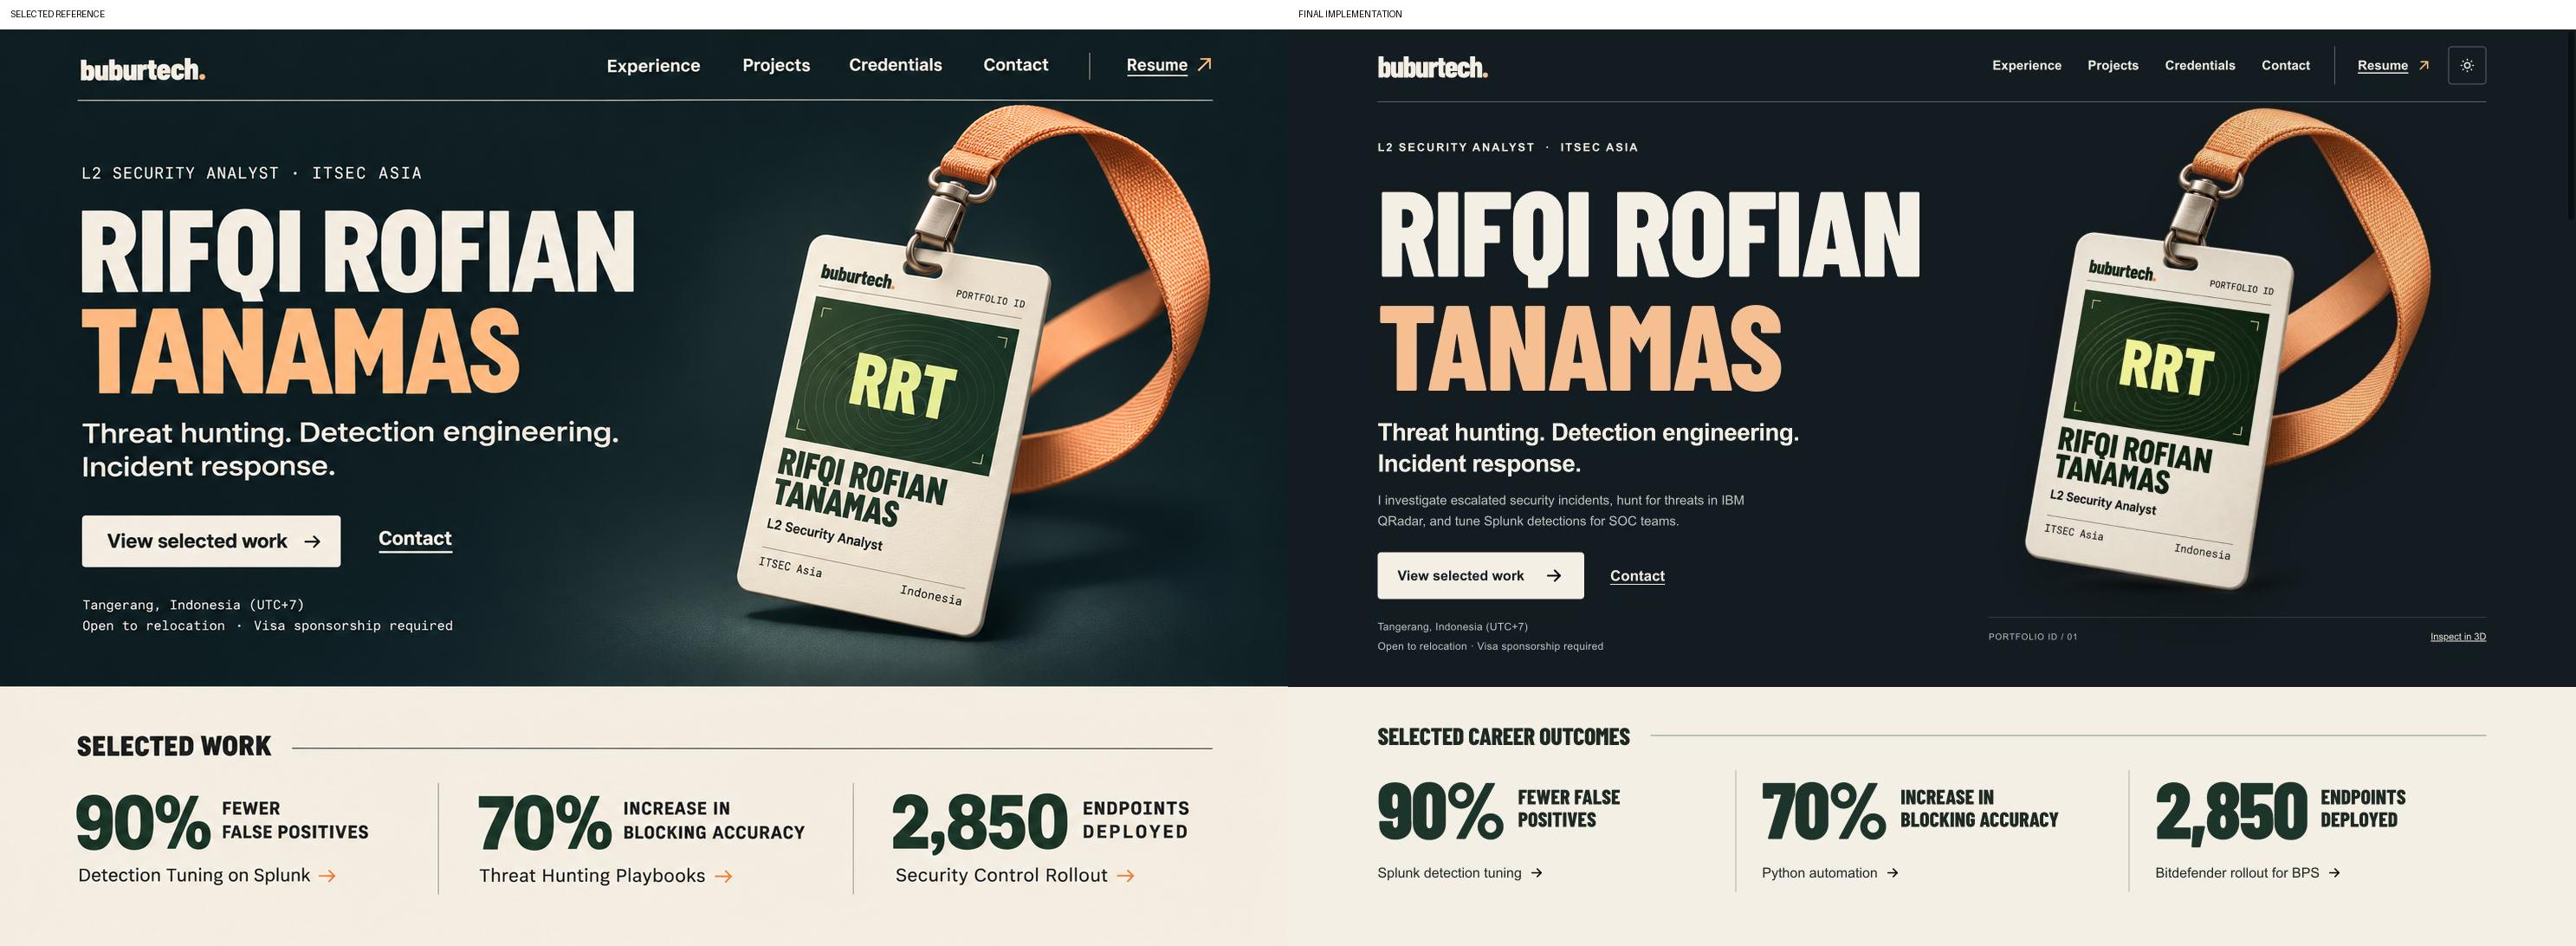 SELECTED REFERENCE
buburtech.
Experience Projects Credentials Contact Resume
L2 SECURITY ANALYST · ITSEC ASIA
RIFQI ROFIAN
TANAMAS
Threat hunting. Detection engineering.
Incident response.
View selected work
Contact
Tangerang, Indonesia (UTC+7)
Open to relocation · Visa sponsorship required
buburtech.
PORTFOLIO ID
RRT
RIFQI ROFIAN
TANAMAS
L2 Security Analyst
ITSEC Asia
Indonesia
SELECTED WORK
90%
FEWER
FALSE POSITIVES
Detection Tuning on Splunk
70%
INCREASE IN
BLOCKING ACCURACY
Threat Hunting Playbooks
2,850
ENDPOINTS
DEPLOYED
Security Control Rollout
FINAL IMPLEMENTATION
buburtech.
Experience Projects Credentials Contact Resume
L2 SECURITY ANALYST · ITSEC ASIA
RIFQI ROFIAN
TANAMAS
Threat hunting. Detection engineering.
Incident response.
I investigate escalated security incidents, hunt for threats in IBM
QRadar, and tune Splunk detections for SOC teams.
View selected work
Contact
Tangerang, Indonesia (UTC+7)
Open to relocation · Visa sponsorship required
buburtech.
PORTFOLIO ID
RRT
RIFQI ROFIAN
TANAMAS
L2 Security Analyst
ITSEC Asia
Indonesia
PORTFOLIO ID / 01
Inspect in 3D
SELECTED CAREER OUTCOMES
90%
FEWER FALSE
POSITIVES
Splunk detection tuning
70%
INCREASE IN
BLOCKING ACCURACY
Python automation
2,850
ENDPOINTS
DEPLOYED
Bitdefender rollout for BPS